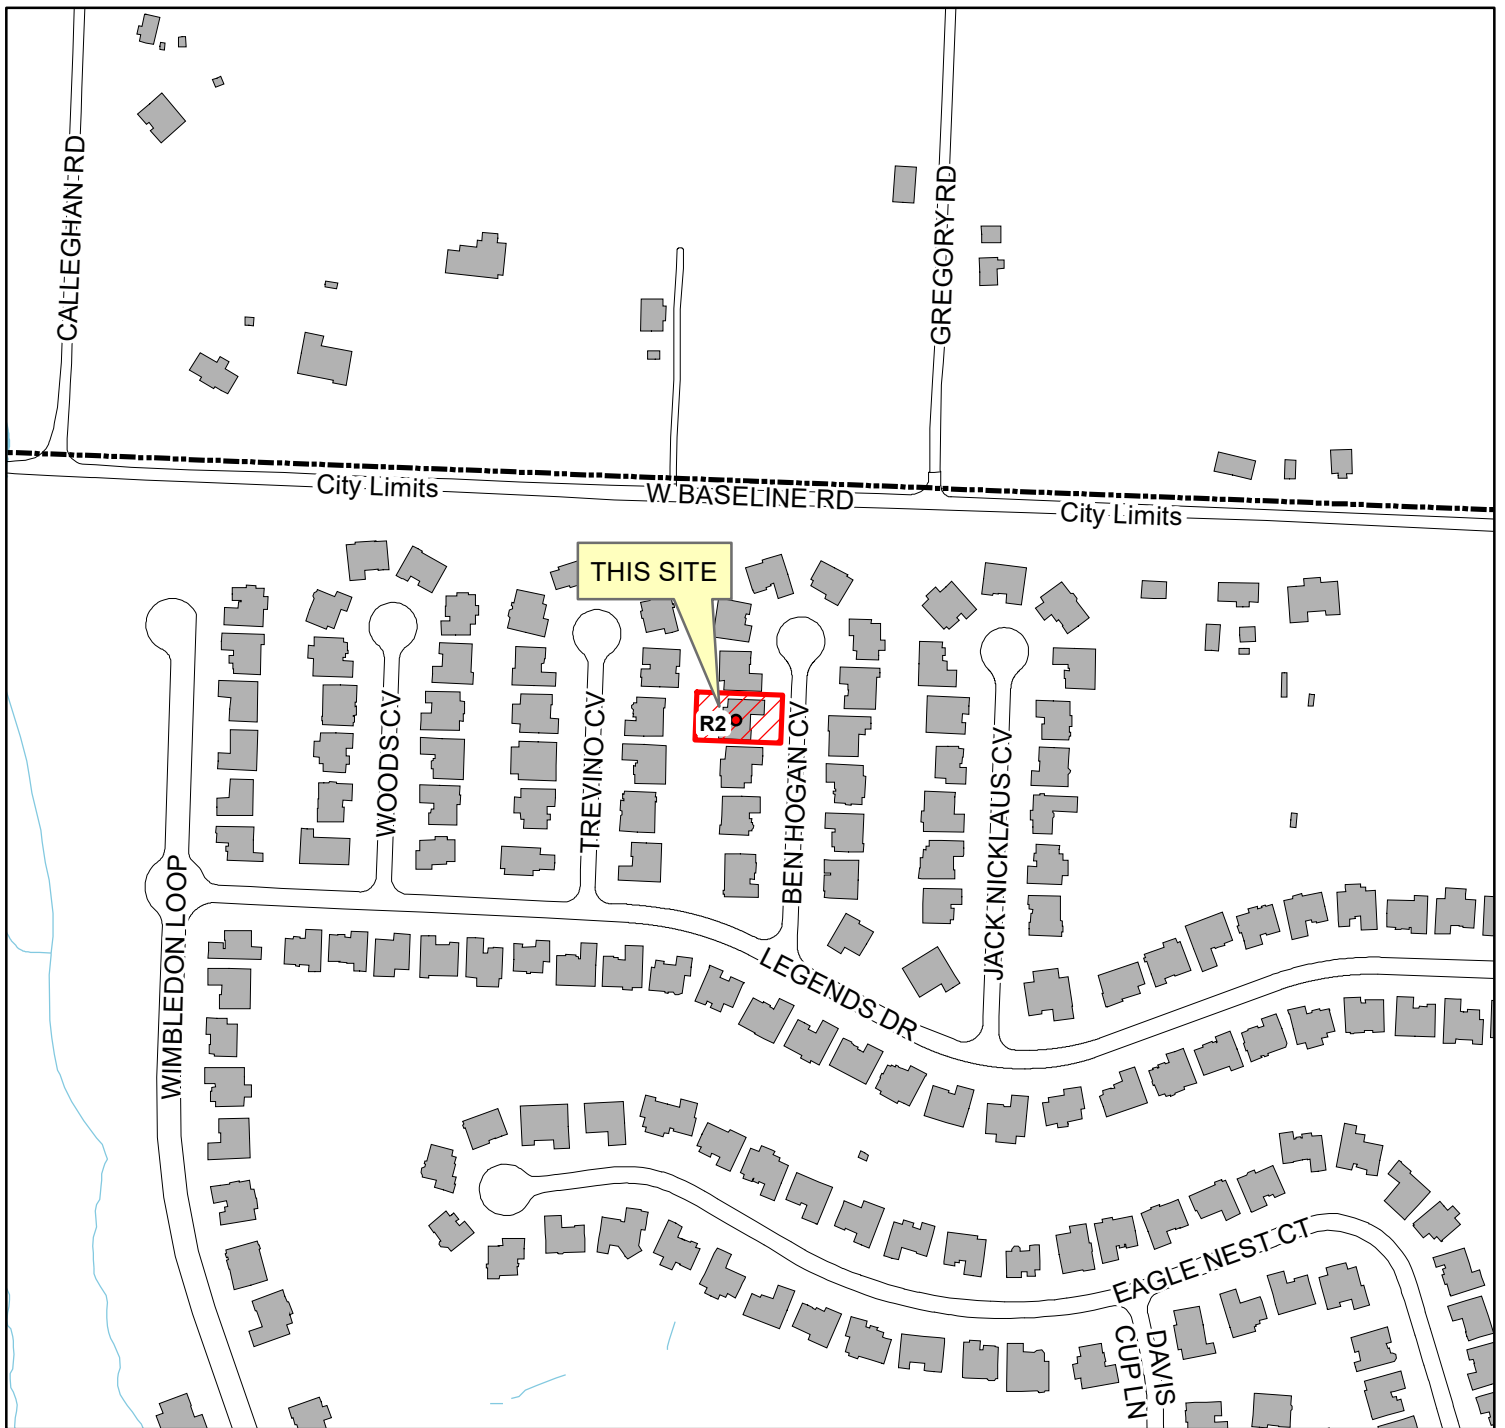 CALLEGHAN RD
GREGORY RD
City Limits
W BASELINE RD
City Limits
THIS SITE
R2
WOODS CV
TREVINO CV
BEN HOGAN CV
JACK NICKLAUS CV
WIMBLEDON LOOP
LEGENDS DR
EAGLE NEST CT
DAVIS
CUP LN